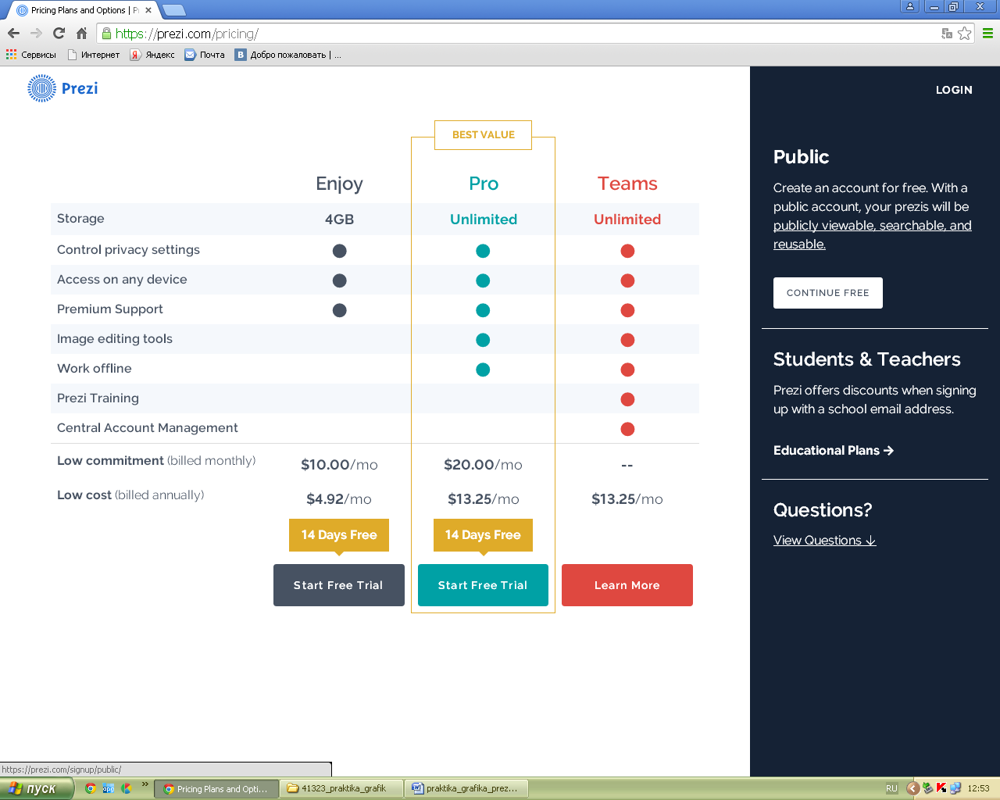 Pricing Plans and Options | P
https://prezi.com/pricing/
Сервисы Интернет Яндекс Почта Добро пожаловать | ...
Prezi
LOGIN
BEST VALUE
Enjoy Pro Teams
Storage 4GB Unlimited Unlimited
Control privacy settings
Access on any device
Premium Support
Image editing tools
Work offline
Prezi Training
Central Account Management
Low commitment (billed monthly) $10.00/mo $20.00/mo --
Low cost (billed annually) $4.92/mo $13.25/mo $13.25/mo
14 Days Free 14 Days Free
Start Free Trial Start Free Trial Learn More
Public
Create an account for free. With a
public account, your prezis will be
publicly viewable, searchable, and
reusable.
CONTINUE FREE
Students & Teachers
Prezi offers discounts when signing
up with a school email address.
Educational Plans →
Questions?
View Questions ↓
https://prezi.com/signup/public/
пуск » Pricing Plans and Opti... 41323_praktika_grafik praktika_grafika_prez... RU 12:53